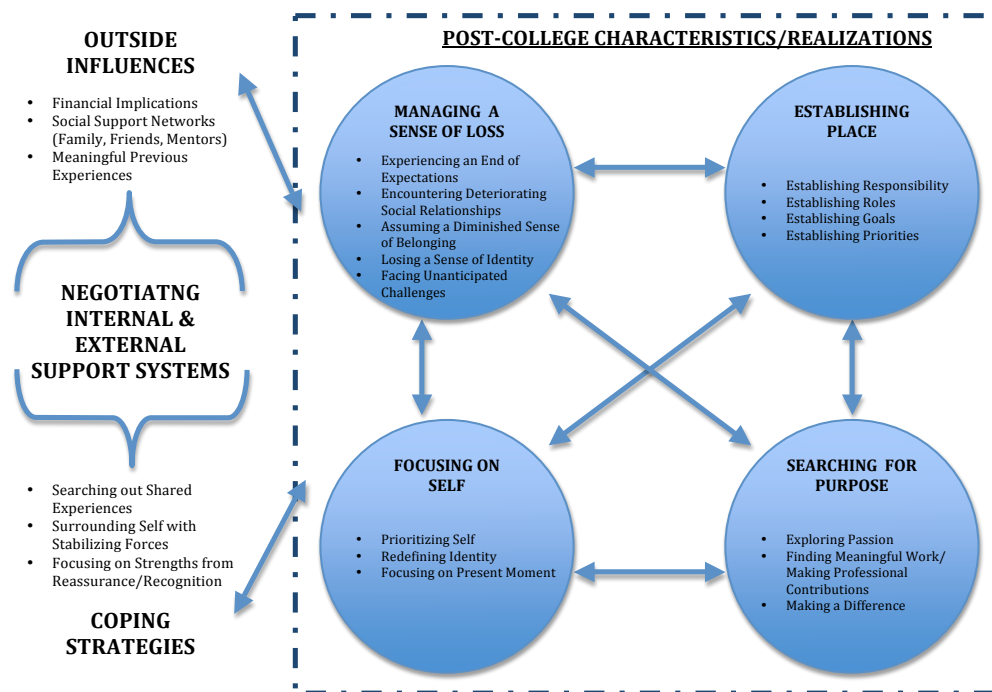 OUTSIDE
INFLUENCES
• Financial Implications
• Social Support Networks
(Family, Friends, Mentors)
• Meaningful Previous
Experiences
NEGOTIATNG
INTERNAL &
EXTERNAL
SUPPORT SYSTEMS
• Searching out Shared
Experiences
• Surrounding Self with
Stabilizing Forces
• Focusing on Strengths from
Reassurance/Recognition
COPING
STRATEGIES
POST-COLLEGE CHARACTERISTICS/REALIZATIONS
MANAGING A
SENSE OF LOSS
• Experiencing an End of
Expectations
• Encountering Deteriorating
Social Relationships
• Assuming a Diminished Sense
of Belonging
• Losing a Sense of Identity
• Facing Unanticipated
Challenges
ESTABLISHING
PLACE
• Establishing Responsibility
• Establishing Roles
• Establishing Goals
• Establishing Priorities
FOCUSING ON
SELF
• Prioritizing Self
• Redefining Identity
• Focusing on Present Moment
SEARCHING FOR
PURPOSE
• Exploring Passion
• Finding Meaningful Work/
Making Professional
Contributions
• Making a Difference